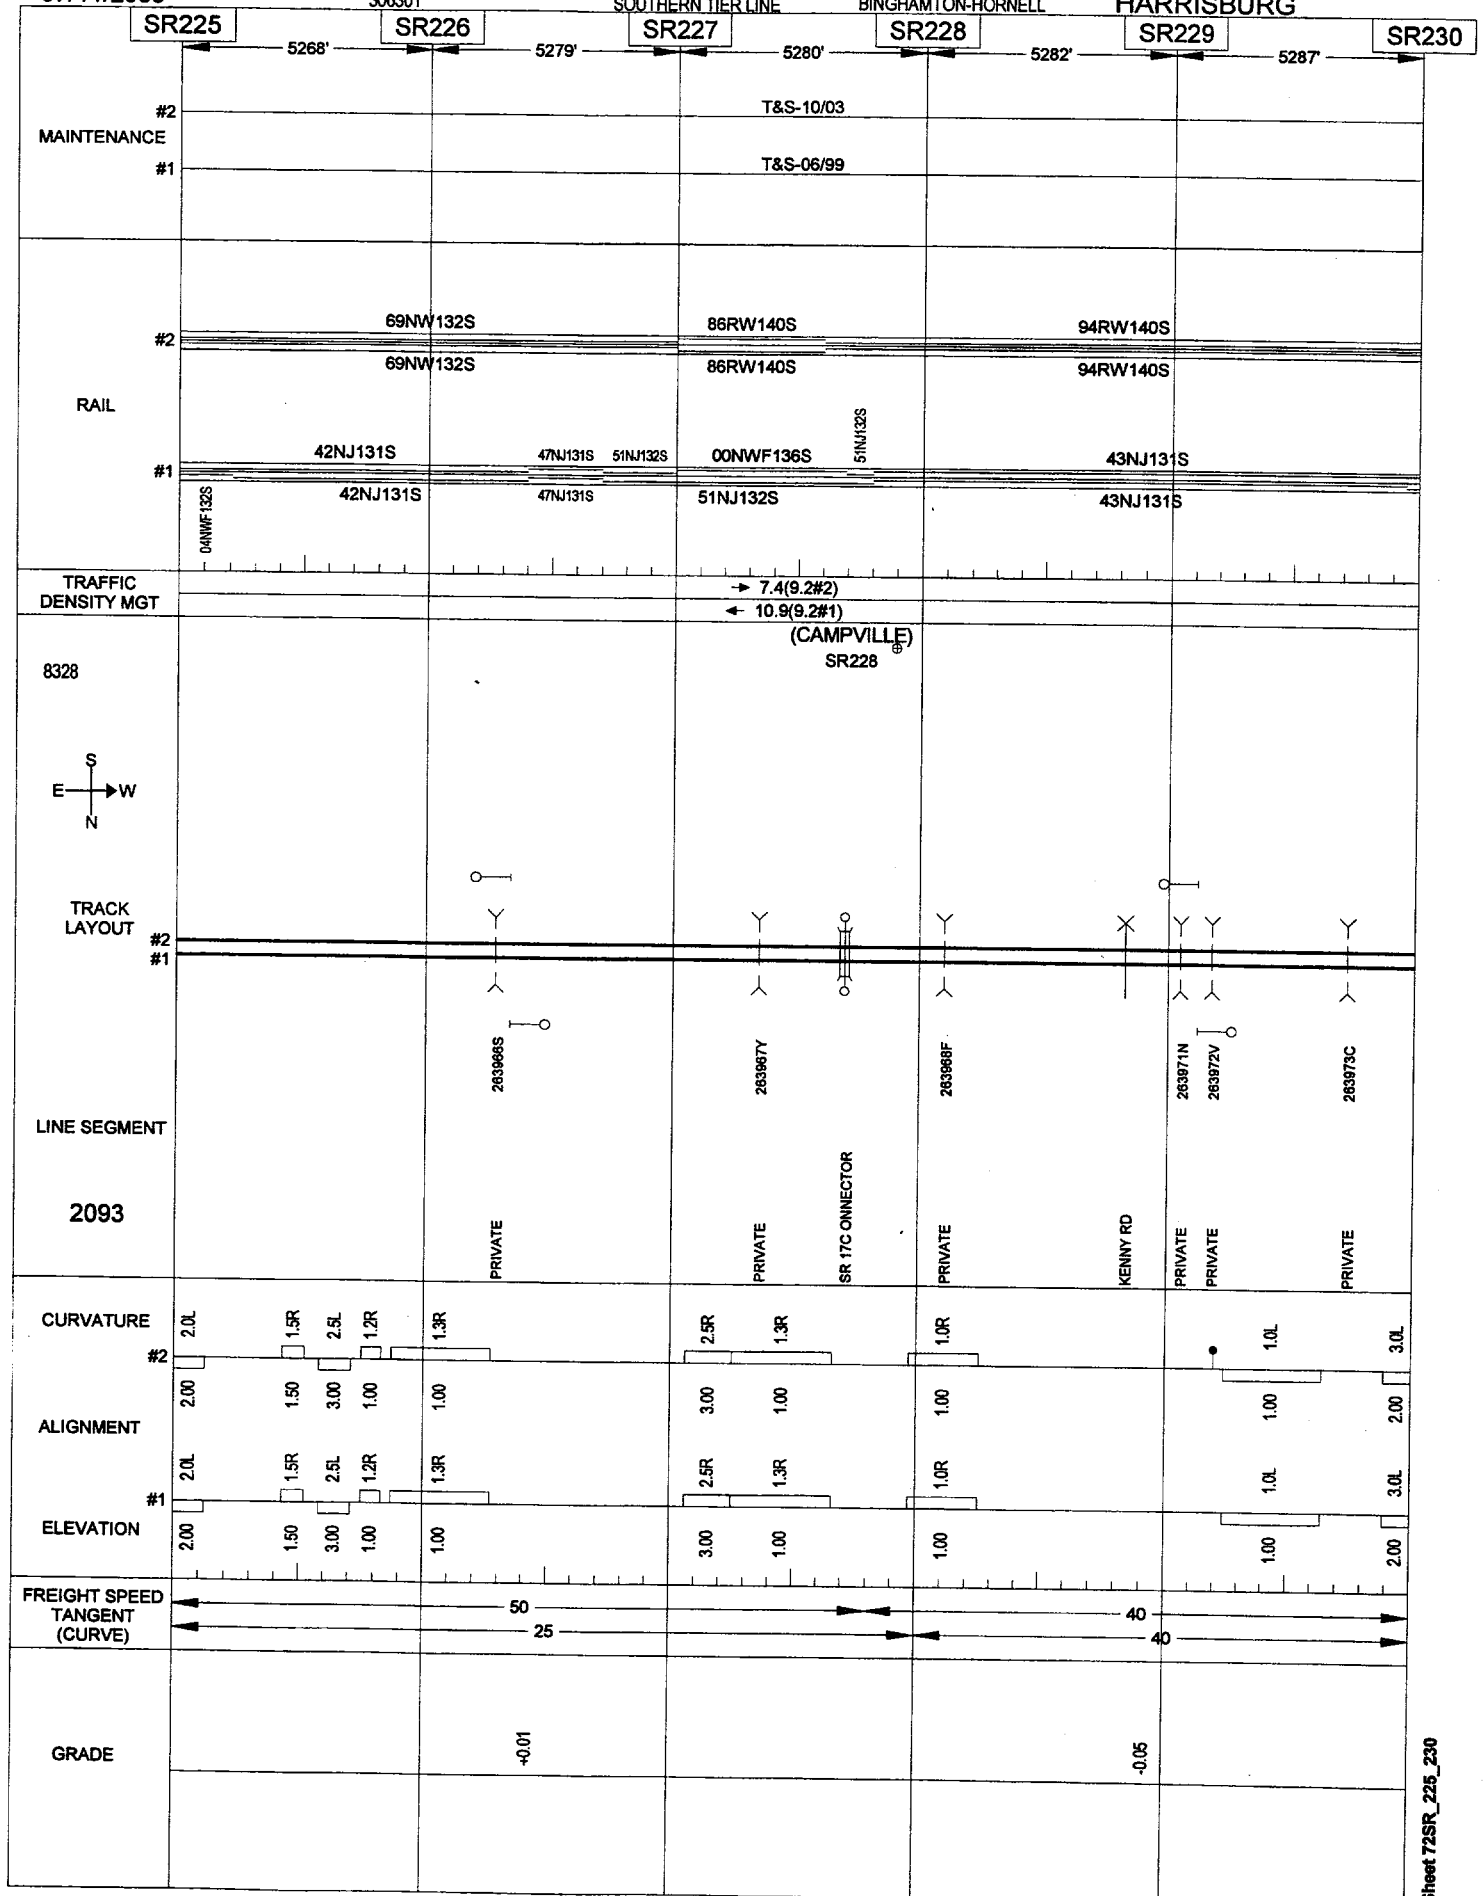 SOUTHERN TIER LINE
BINGHAMTON-HORNELL
HARRISBURG
SR225
SR226
SR227
SR228
SR229
SR230
5268'
5279'
5280'
5282'
5287'
MAINTENANCE
#2
T&S-10/03
#1
T&S-06/99
RAIL
#2
69NW132S
86RW140S
94RW140S
69NW132S
86RW140S
94RW140S
#1
42NJ131S
47NJ131S
51NJ132S
00NWF136S
51NJ132S
43NJ131S
04NWF132S
42NJ131S
47NJ131S
51NJ132S
43NJ131S
TRAFFIC
DENSITY MGT
7.4(9.2#2)
10.9(9.2#1)
(CAMPVILLE)
SR228
8328
S
E
W
N
TRACK
LAYOUT
#2
#1
263966S
263967Y
263968F
263971N
263972V
263973C
LINE SEGMENT
2093
PRIVATE
PRIVATE
SR 17C ONNECTOR
PRIVATE
KENNY RD
PRIVATE
PRIVATE
PRIVATE
CURVATURE
#2
2.0L
1.5R
2.5L
1.2R
1.3R
2.5R
1.3R
1.0R
1.0L
3.0L
2.00
1.50
3.00
1.00
1.00
3.00
1.00
1.00
1.00
2.00
ALIGNMENT
#1
2.0L
1.5R
2.5L
1.2R
1.3R
2.5R
1.3R
1.0R
1.0L
3.0L
ELEVATION
2.00
1.50
3.00
1.00
1.00
3.00
1.00
1.00
1.00
2.00
FREIGHT SPEED
TANGENT
(CURVE)
50
40
25
40
GRADE
+0.01
-0.05
Sheet 72SR_225_230